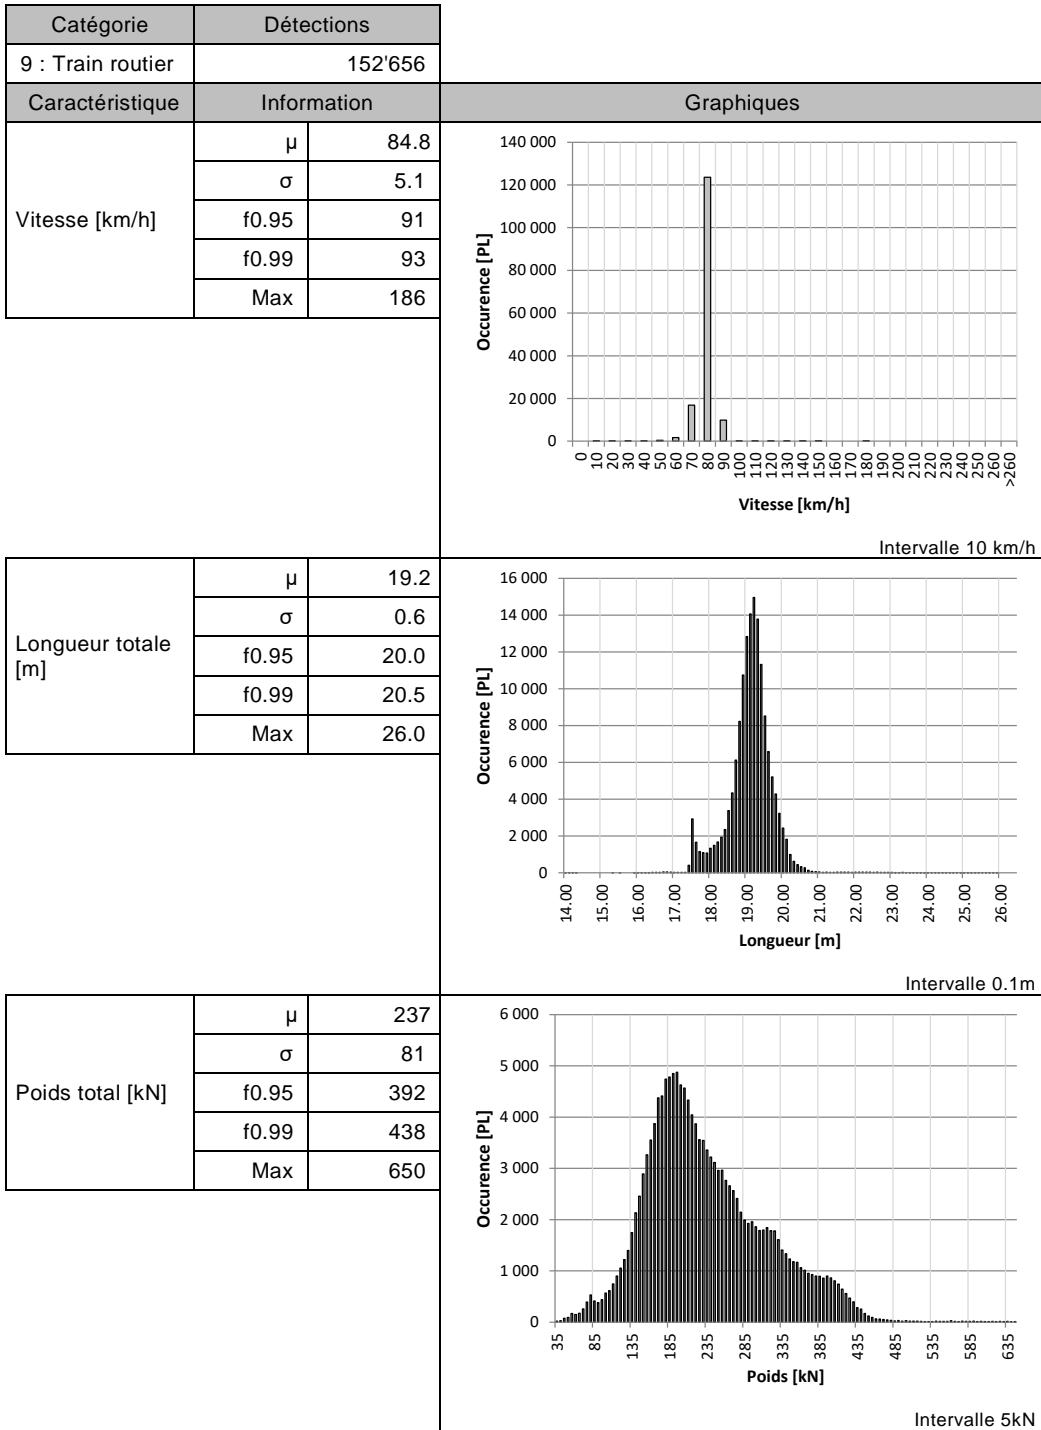 Catégorie Détections
9 : Train routier 152'656
Caractéristique Information Graphiques
Vitesse [km/h]
µ 84.8
σ 5.1
f0.95 91
f0.99 93
Max 186
140 000
120 000
100 000
80 000
60 000
40 000
20 000
0
Occurence [PL]
0 10 20 30 40 50 60 70 80 90 100 110 120 130 140 150 160 170 180 190 200 210 220 230 240 250 260 >260
Vitesse [km/h]
Intervalle 10 km/h
Longueur totale
[m]
µ 19.2
σ 0.6
f0.95 20.0
f0.99 20.5
Max 26.0
16 000
14 000
12 000
10 000
8 000
6 000
4 000
2 000
0
Occurence [PL]
14.00 15.00 16.00 17.00 18.00 19.00 20.00 21.00 22.00 23.00 24.00 25.00 26.00
Longueur [m]
Intervalle 0.1m
Poids total [kN]
µ 237
σ 81
f0.95 392
f0.99 438
Max 650
6 000
5 000
4 000
3 000
2 000
1 000
0
Occurence [PL]
35 85 135 185 235 285 335 385 435 485 535 585 635
Poids [kN]
Intervalle 5kN